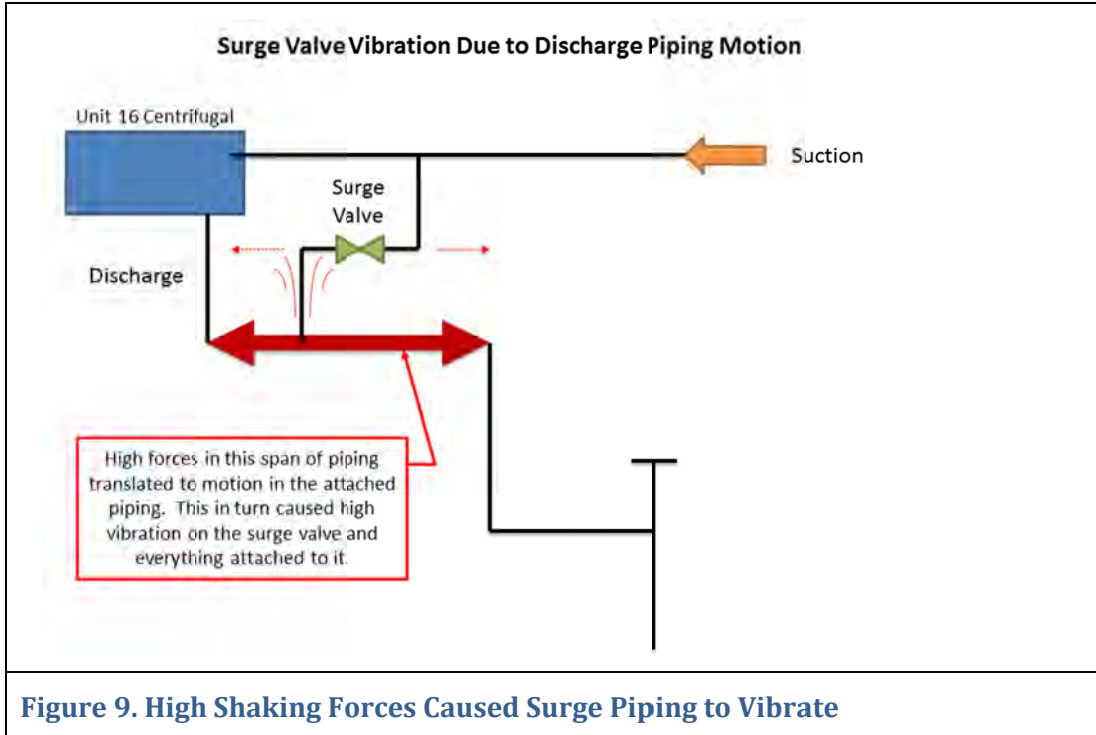 Surge Valve Vibration Due to Discharge Piping Motion
Unit 16 Centrifugal
Suction
Surge
Valve
Discharge
High forces in this span of piping
translated to motion in the attached
piping. This in turn caused high
vibration on the surge valve and
everything attached to it.
Figure 9. High Shaking Forces Caused Surge Piping to Vibrate